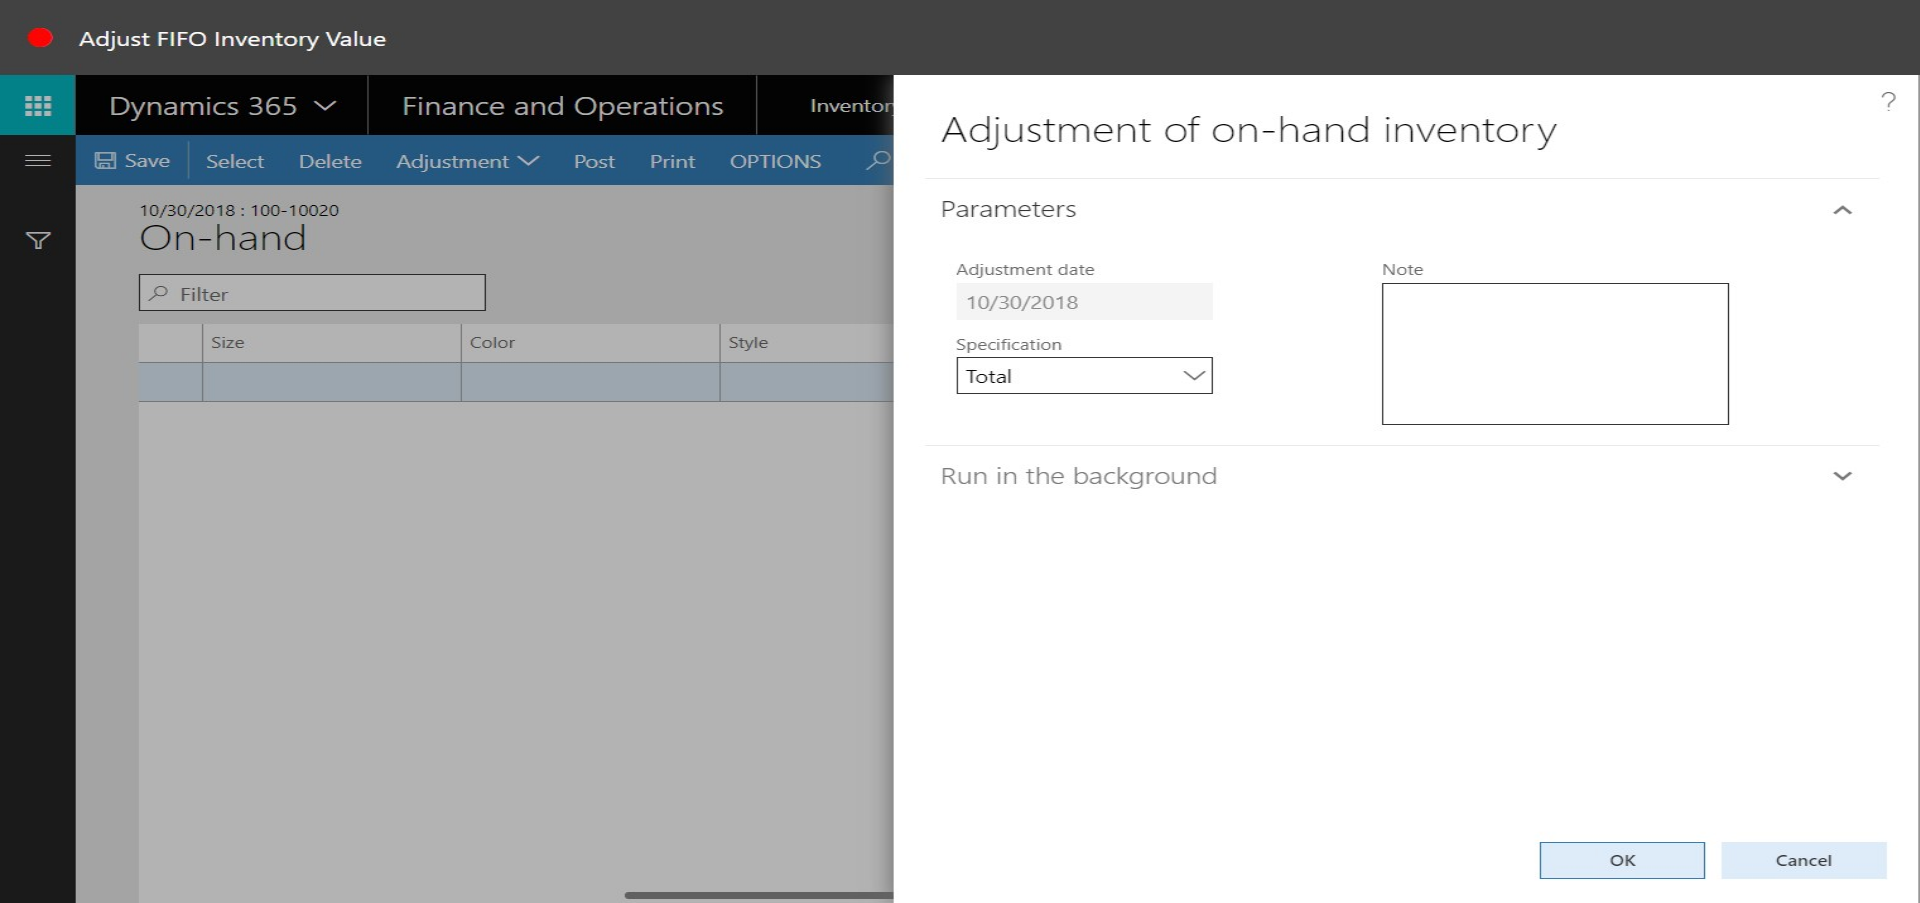 Adjust FIFO Inventory Value
Dynamics 365
Finance and Operations
Inventor
Save
Select
Delete
Adjustment
Post
Print
OPTIONS
10/30/2018 : 100-10020
On-hand
Filter
Size
Color
Style
?
Adjustment of on-hand inventory
Parameters
Adjustment date
10/30/2018
Specification
Total
Note
Run in the background
OK
Cancel